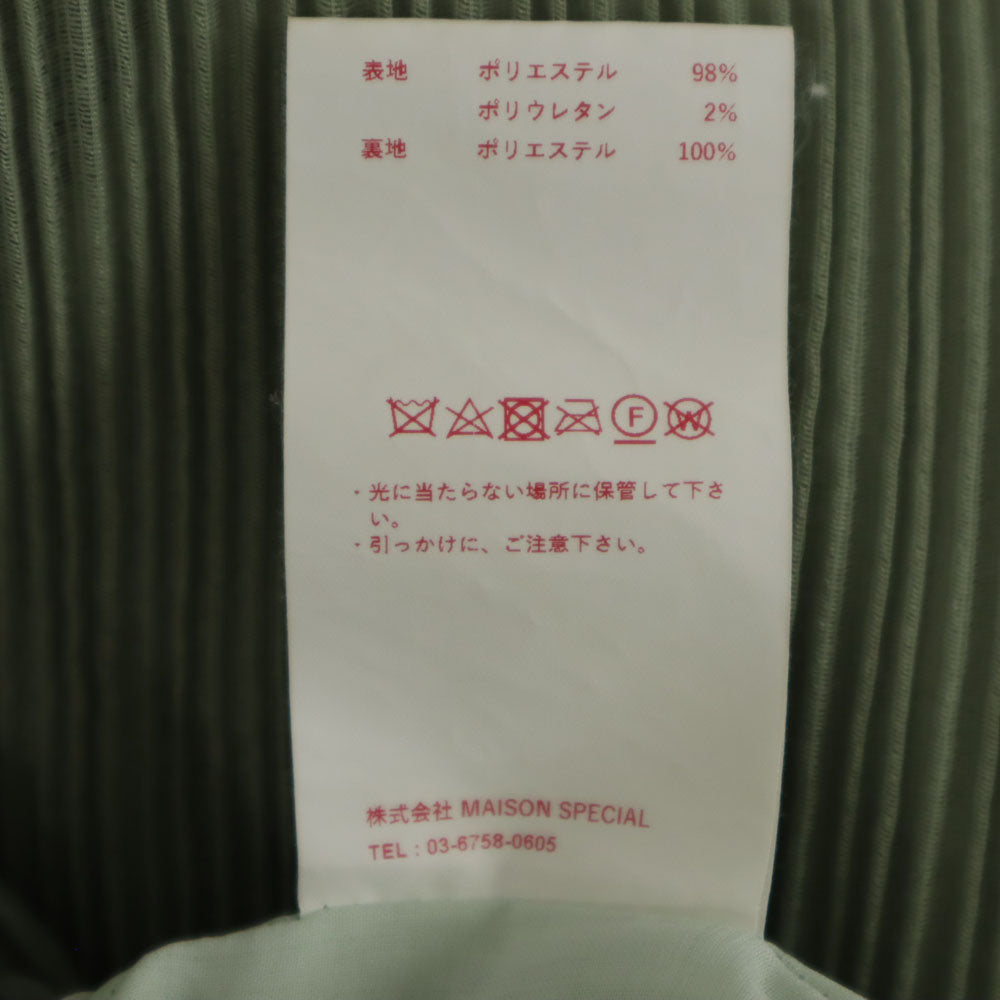 表地 ポリエステル 98%
ポリウレタン 2%
裏地 ポリエステル 100%
F W
・光に当たらない場所に保管して下さ
い。
・引っかけに、ご注意下さい。
株式会社 MAISON SPECIAL
TEL : 03-6758-0605